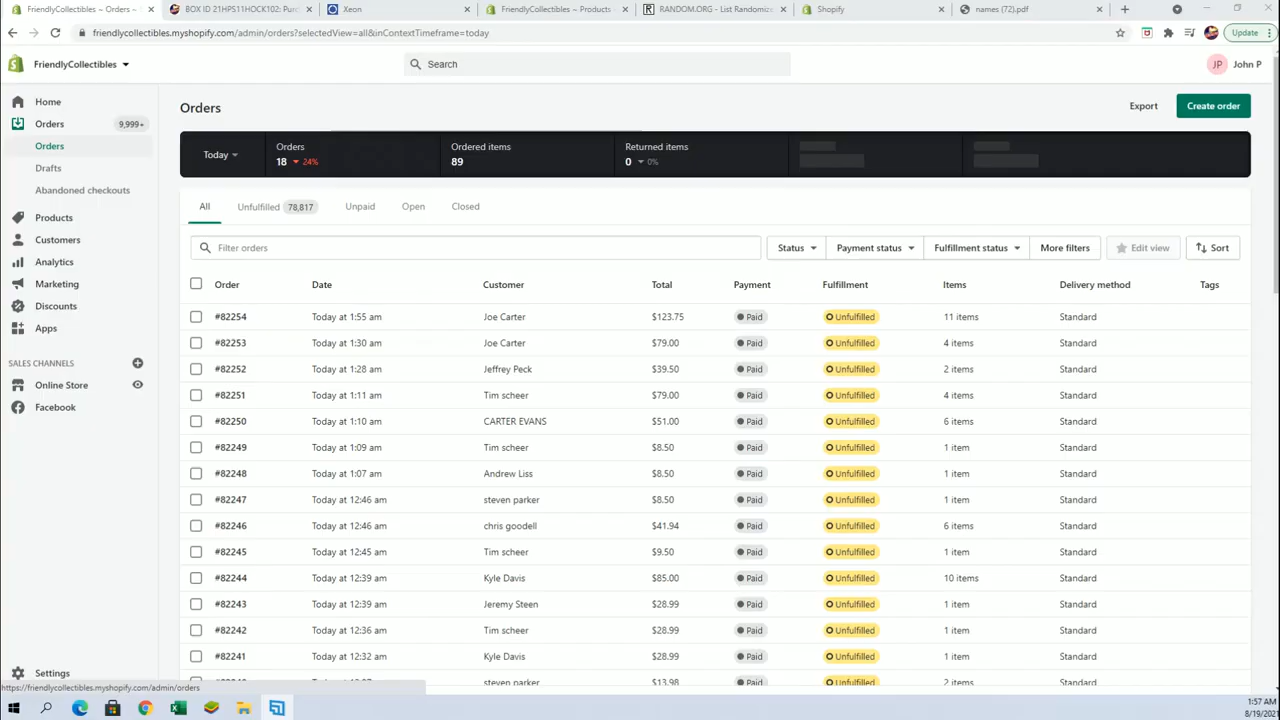 FriendlyCollectibles ~ Orders ~
BOX ID 21HPS11HOCK102: Pur
Xeon
FriendlyCollectibles ~ Products
RANDOM.ORG - List Randomize
Shopify
names (72).pdf
friendlycollectibles.myshopify.com/admin/orders?selectedView=all&inContextTimeframe=today
Update
FriendlyCollectibles
Search
JP
John P
Home
Orders 9,999+
Orders
Drafts
Abandoned checkouts
Products
Customers
Analytics
Marketing
Discounts
Apps
SALES CHANNELS
Online Store
Facebook
Settings
https://friendlycollectibles.myshopify.com/admin/orders
Orders
Export
Create order
Today
Orders
18 24%
Ordered items
89
Returned items
0 0%
All Unfulfilled 78,817 Unpaid Open Closed
Filter orders Status Payment status Fulfillment status More filters Edit view Sort
Order Date Customer Total Payment Fulfillment Items Delivery method Tags
#82254 Today at 1:55 am Joe Carter $123.75 Paid Unfulfilled 11 items Standard
#82253 Today at 1:30 am Joe Carter $79.00 Paid Unfulfilled 4 items Standard
#82252 Today at 1:28 am Jeffrey Peck $39.50 Paid Unfulfilled 2 items Standard
#82251 Today at 1:11 am Tim scheer $79.00 Paid Unfulfilled 4 items Standard
#82250 Today at 1:10 am CARTER EVANS $51.00 Paid Unfulfilled 6 items Standard
#82249 Today at 1:09 am Tim scheer $8.50 Paid Unfulfilled 1 item Standard
#82248 Today at 1:07 am Andrew Liss $8.50 Paid Unfulfilled 1 item Standard
#82247 Today at 12:46 am steven parker $8.50 Paid Unfulfilled 1 item Standard
#82246 Today at 12:46 am chris goodell $41.94 Paid Unfulfilled 6 items Standard
#82245 Today at 12:45 am Tim scheer $9.50 Paid Unfulfilled 1 item Standard
#82244 Today at 12:39 am Kyle Davis $85.00 Paid Unfulfilled 10 items Standard
#82243 Today at 12:39 am Jeremy Steen $28.99 Paid Unfulfilled 1 item Standard
#82242 Today at 12:36 am Tim scheer $28.99 Paid Unfulfilled 1 item Standard
#82241 Today at 12:32 am Kyle Davis $28.99 Paid Unfulfilled 1 item Standard
steven parker $13.98 Paid Unfulfilled 2 items Standard
1:57 AM